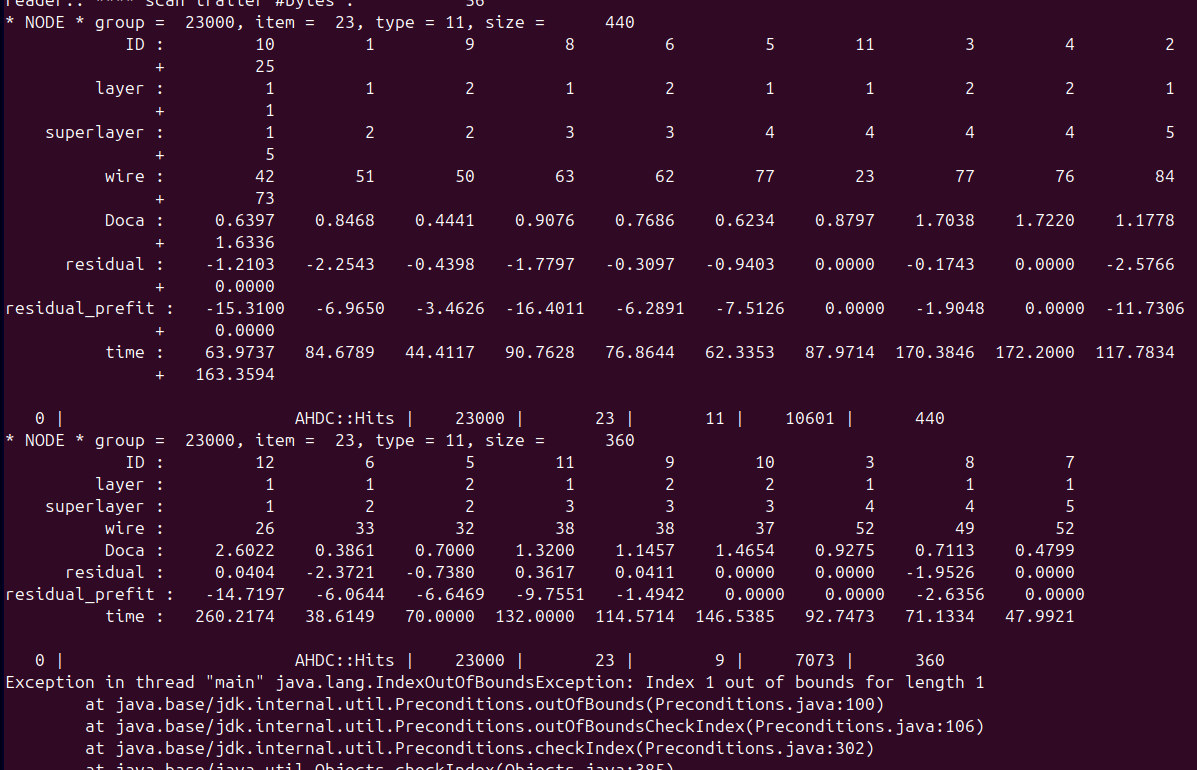 reader.. "*** scan trailer #bytes : 36
* NODE * group =  23000, item =  23, type = 11, size =      440
            ID :         10         1         9         8         6         5        11         3         4         2
               +         25
         layer :          1         1         2         1         2         1         1         2         2         1
               +          1
    superlayer :          1         2         2         3         3         4         4         4         4         5
               +          5
          wire :         42        51        50        63        62        77        23        77        76        84
               +         73
          Doca :     0.6397    0.8468    0.4441    0.9076    0.7686    0.6234    0.8797    1.7038    1.7220    1.1778
               +     1.6336
      residual :    -1.2103   -2.2543   -0.4398   -1.7797   -0.3097   -0.9403    0.0000   -0.1743    0.0000   -2.5766
               +     0.0000
residual_prefit :   -15.3100   -6.9650   -3.4626  -16.4011   -6.2891   -7.5126    0.0000   -1.9048    0.0000  -11.7306
               +     0.0000
          time :    63.9737   84.6789   44.4117   90.7628   76.8644   62.3353   87.9714  170.3846  172.2000  117.7834
               +   163.3594
   0 |                       AHDC::Hits |    23000 |       23 |       11 |    10601 |      440
* NODE * group =  23000, item =  23, type = 11, size =      360
            ID :         12         6         5        11         9        10         3         8         7
         layer :          1         1         2         1         2         2         1         1         1
    superlayer :          1         2         2         3         3         3         4         4         5
          wire :         26        33        32        38        38        37        52        49        52
          Doca :     2.6022    0.3861    0.7000    1.3200    1.1457    1.4654    0.9275    0.7113    0.4799
      residual :     0.0404   -2.3721   -0.7380    0.3617    0.0411    0.0000    0.0000   -1.9526    0.0000
residual_prefit :   -14.7197   -6.0644   -6.6469   -9.7551   -1.4942    0.0000    0.0000   -2.6356    0.0000
          time :   260.2174   38.6149   70.0000  132.0000  114.5714  146.5385   92.7473   71.1334   47.9921
   0 |                       AHDC::Hits |    23000 |       23 |        9 |     7073 |      360
Exception in thread "main" java.lang.IndexOutOfBoundsException: Index 1 out of bounds for length 1
        at java.base/jdk.internal.util.Preconditions.outOfBounds(Preconditions.java:100)
        at java.base/jdk.internal.util.Preconditions.outOfBoundsCheckIndex(Preconditions.java:106)
        at java.base/jdk.internal.util.Preconditions.checkIndex(Preconditions.java:302)
        at java.base/java.util.Objects.checkIndex(Objects.java:385)